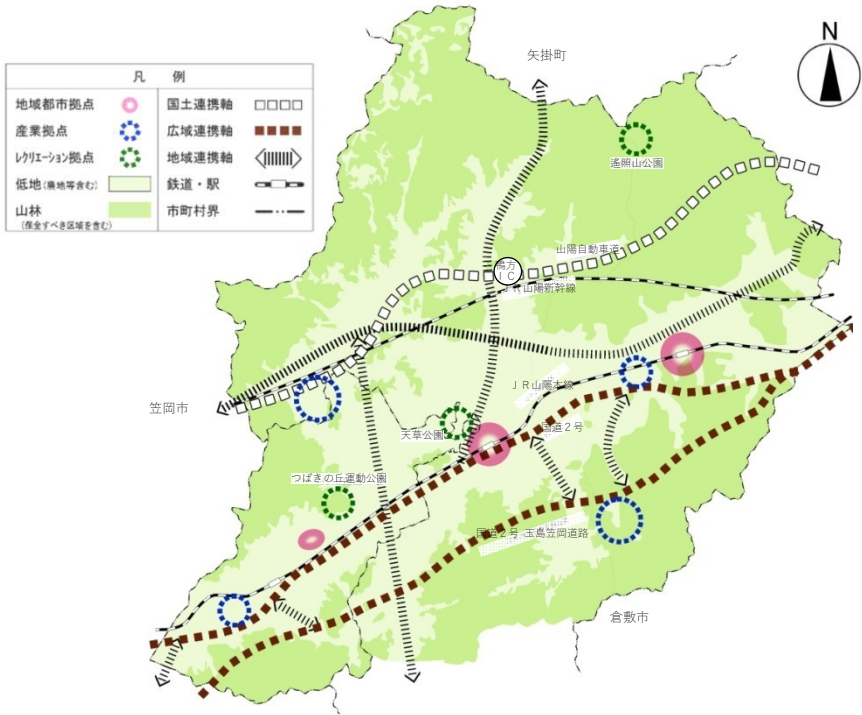 凡　例
地域都市拠点
国土連携軸
産業拠点
広域連携軸
レクリエーション拠点
地域連携軸
低地(農地等含む)
鉄道・駅
山林
(保全すべき区域を含む)
市町村界
N
矢掛町
遙照山公園
山陽自動車道
鴨方
IC
JR山陽新幹線
笠岡市
JR山陽本線
天草公園
国道2号
つばきの丘運動公園
国道2号 玉島笠岡道路
倉敷市